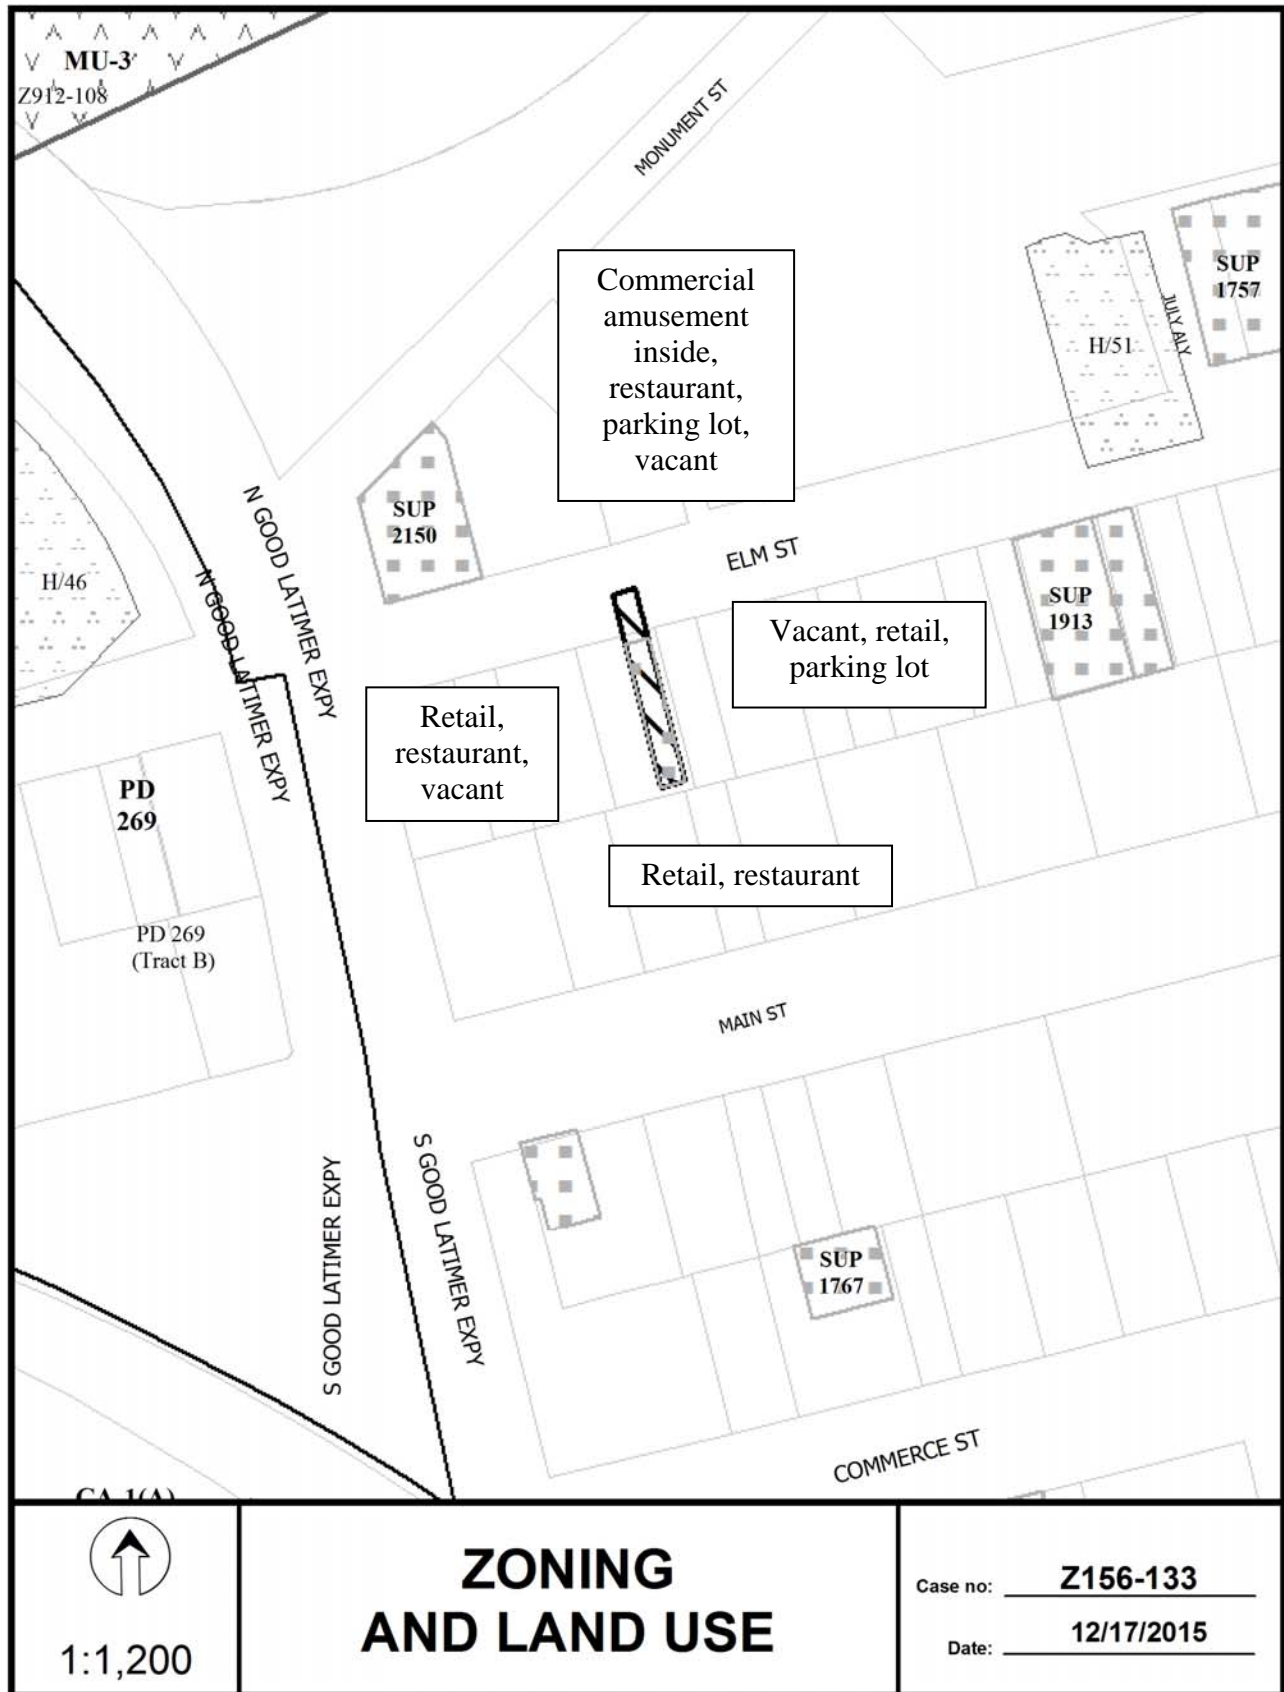 MU-3
Z912-108
MONUMENT ST
Commercial
amusement
inside,
restaurant,
parking lot,
vacant
SUP
1757
JULY ALY
H/51
SUP
2150
N GOOD LATIMER EXPY
N GOOD LATIMER EXPY
H/46
ELM ST
SUP
1913
Vacant, retail,
parking lot
Retail,
restaurant,
vacant
PD
269
Retail, restaurant
PD 269
(Tract B)
MAIN ST
S GOOD LATIMER EXPY
S GOOD LATIMER EXPY
SUP
1767
COMMERCE ST
CA-1(A)
1:1,200
ZONING
AND LAND USE
Case no: Z156-133
Date: 12/17/2015